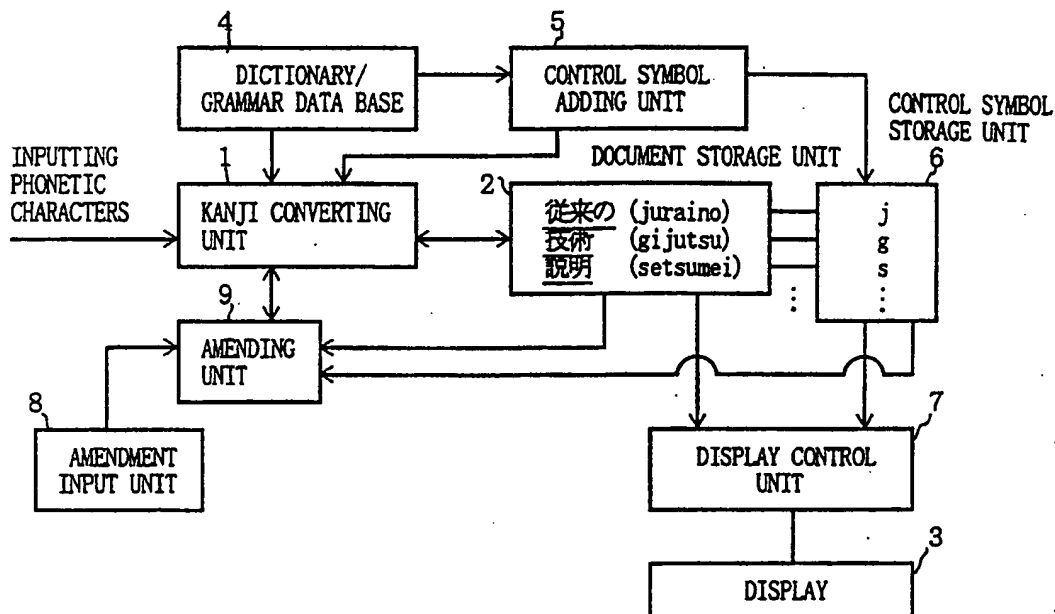 4
DICTIONARY/
GRAMMAR DATA BASE
5
CONTROL SYMBOL
ADDING UNIT
CONTROL SYMBOL
STORAGE UNIT
6
INPUTTING
PHONETIC
CHARACTERS
1
KANJI CONVERTING
UNIT
DOCUMENT STORAGE UNIT
2
従来の (juraino)
技術 (gijutsu)
説明 (setsumei)
⋮
j
g
s
⋮
9
AMENDING
UNIT
8
AMENDMENT
INPUT UNIT
7
DISPLAY CONTROL
UNIT
3
DISPLAY